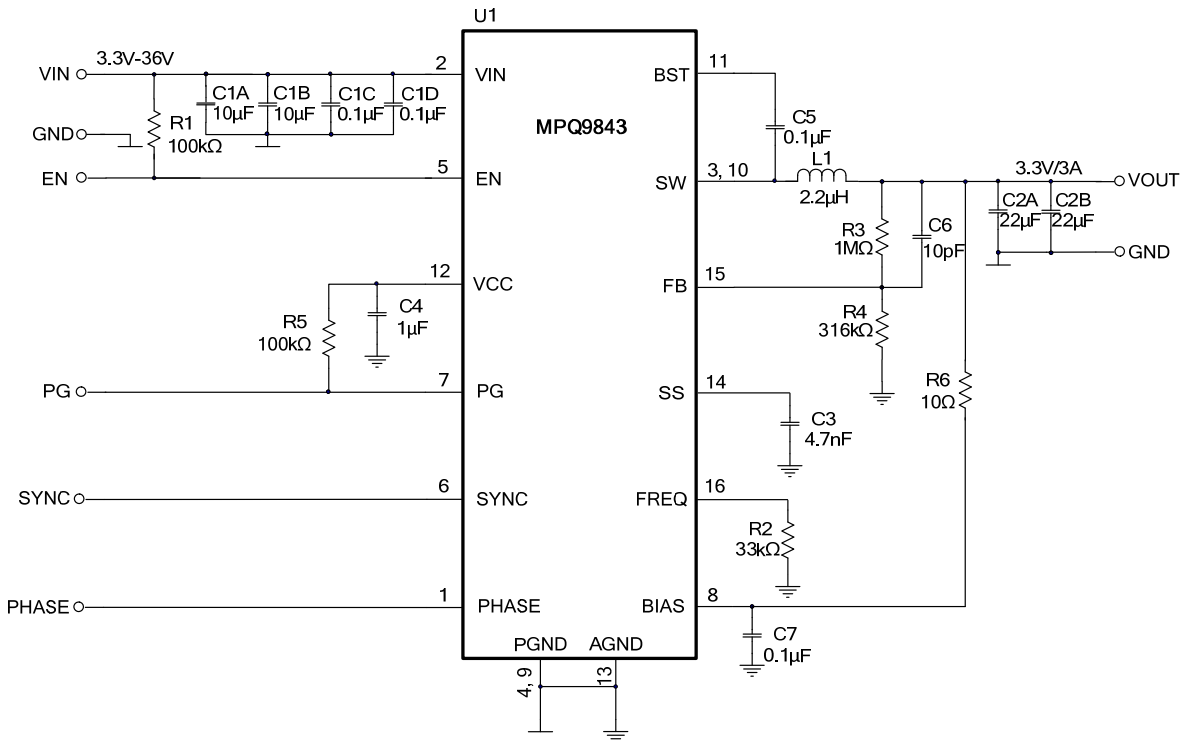 U1
MPQ9843
VIN
3.3V-36V
2
VIN
C1A
10µF
C1B
10µF
C1C
0.1µF
C1D
0.1µF
GND
R1
100kΩ
EN
5
EN
12
VCC
C4
1µF
R5
100kΩ
PG
7
PG
SYNC
6
SYNC
PHASE
1
PHASE
PGND
AGND
4, 9
13
BST
11
C5
0.1µF
SW
3, 10
L1
2.2µH
3.3V/3A
VOUT
C2A
22µF
C2B
22µF
GND
R3
1MΩ
C6
10pF
FB
15
R4
316kΩ
SS
14
C3
4.7nF
R6
10Ω
FREQ
16
R2
33kΩ
BIAS
8
C7
0.1µF